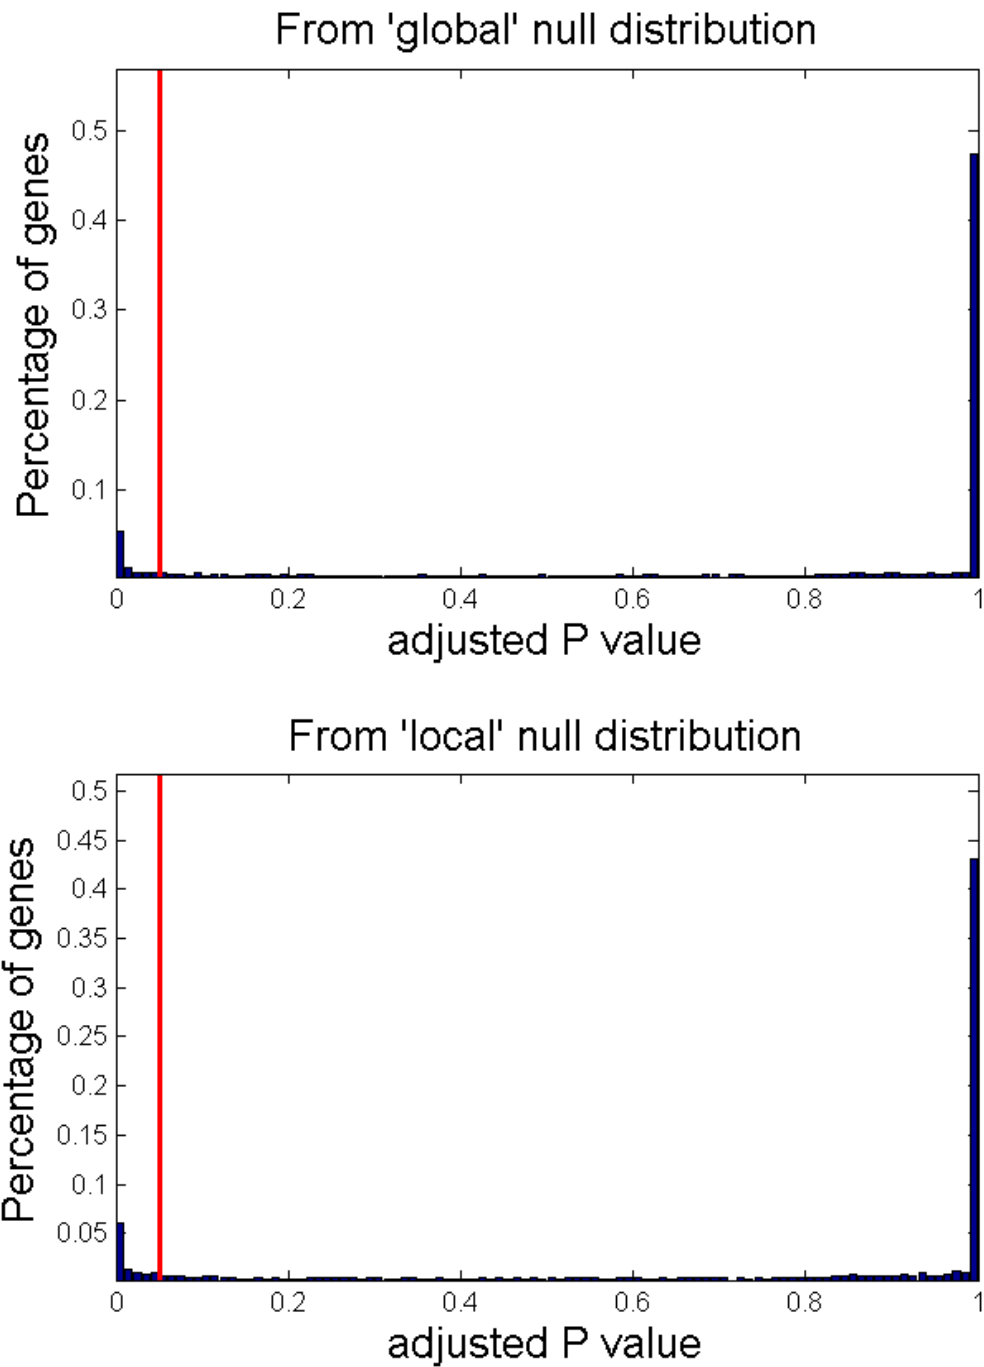 From 'global' null distribution
Percentage of genes
0.5
0.4
0.3
0.2
0.1
0 0.2 0.4 0.6 0.8 1
adjusted P value
From 'local' null distribution
Percentage of genes
0.5
0.45
0.4
0.35
0.3
0.25
0.2
0.15
0.1
0.05
0 0.2 0.4 0.6 0.8 1
adjusted P value